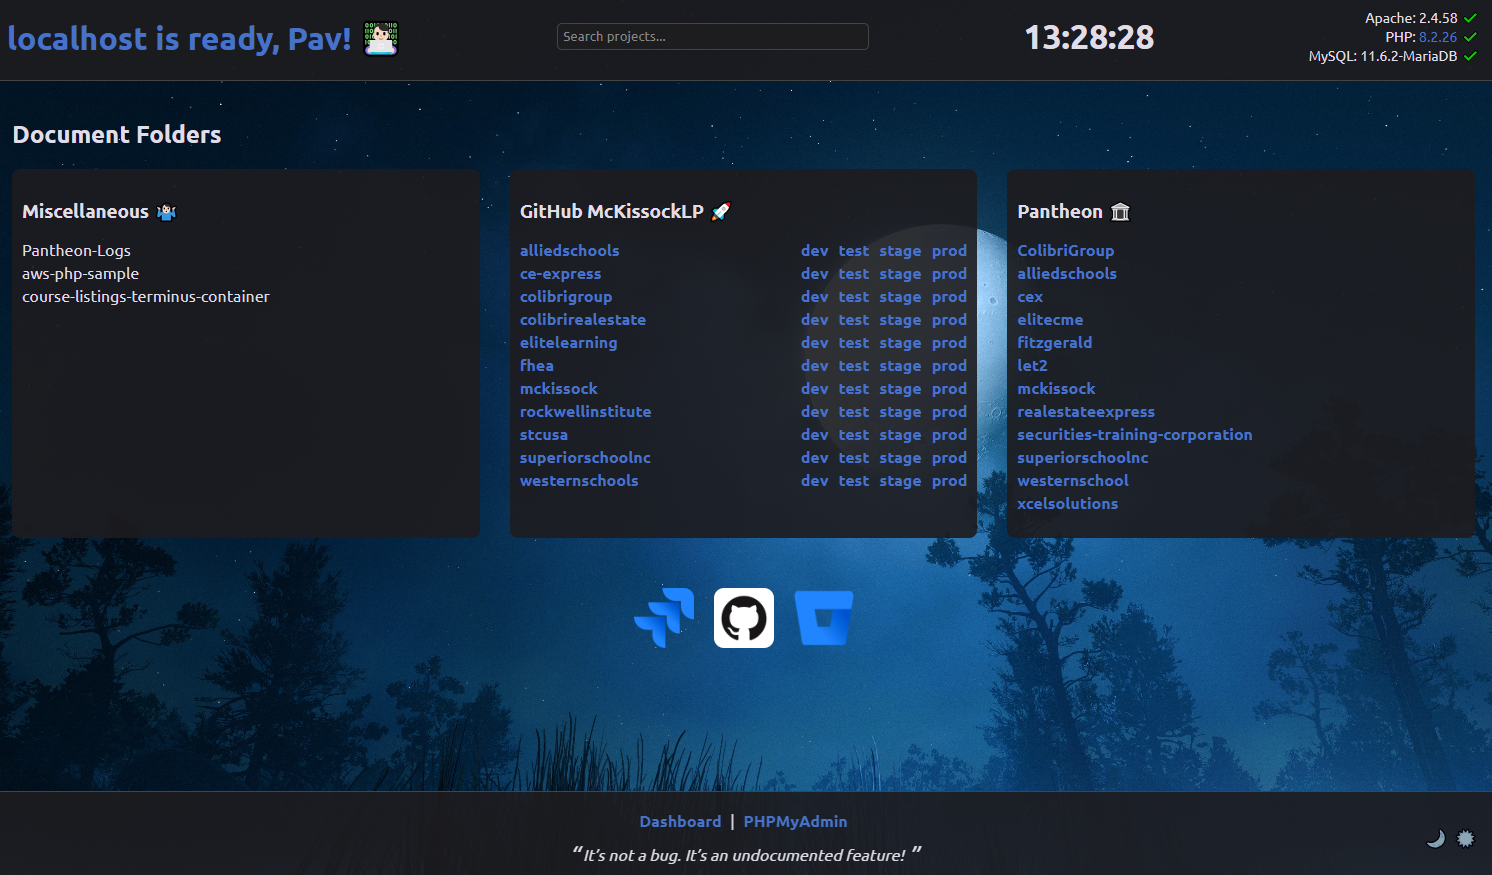 localhost is ready, Pav!
Search projects...
13:28:28
Apache: 2.4.58
PHP: 8.2.26
MySQL: 11.6.2-MariaDB
Document Folders
Miscellaneous
Pantheon-Logs
aws-php-sample
course-listings-terminus-container
GitHub McKissockLP
alliedschools dev test stage prod
ce-express dev test stage prod
colibrigroup dev test stage prod
colibrirealestate dev test stage prod
elitelearning dev test stage prod
fhea dev test stage prod
mckissock dev test stage prod
rockwellinstitute dev test stage prod
stcusa dev test stage prod
superiorschoolnc dev test stage prod
westernschools dev test stage prod
Pantheon
ColibriGroup
alliedschools
cex
elitecme
fitzgerald
let2
mckissock
realestateexpress
securities-training-corporation
superiorschoolnc
westernschool
xcelsolutions
Dashboard | PHPMyAdmin
“It’s not a bug. It’s an undocumented feature! ”